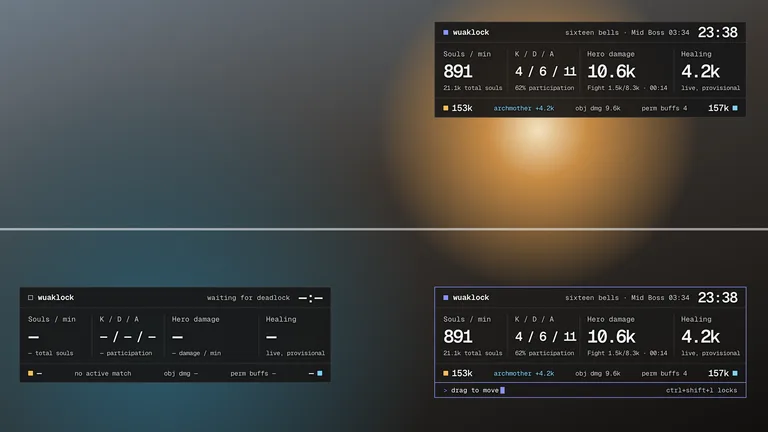 wuaklock sixteen bells · Mid Boss 03:34 23:38
Souls / min K / D / A Hero damage Healing
891 4 / 6 / 11 10.6k 4.2k
21.1k total souls 62% participation Fight 1.5k/8.3k · 00:14 live, provisional
153k archmother +4.2k obj dmg 9.6k perm buffs 4 157k
wuaklock waiting for deadlock —:—
Souls / min K / D / A Hero damage Healing
— — / — / — — —
— total souls — participation — damage / min live, provisional
— no active match obj dmg — perm buffs — —
wuaklock sixteen bells · Mid Boss 03:34 23:38
Souls / min K / D / A Hero damage Healing
891 4 / 6 / 11 10.6k 4.2k
21.1k total souls 62% participation Fight 1.5k/8.3k · 00:14 live, provisional
153k archmother +4.2k obj dmg 9.6k perm buffs 4 157k
> drag to move ctrl+shift+l locks